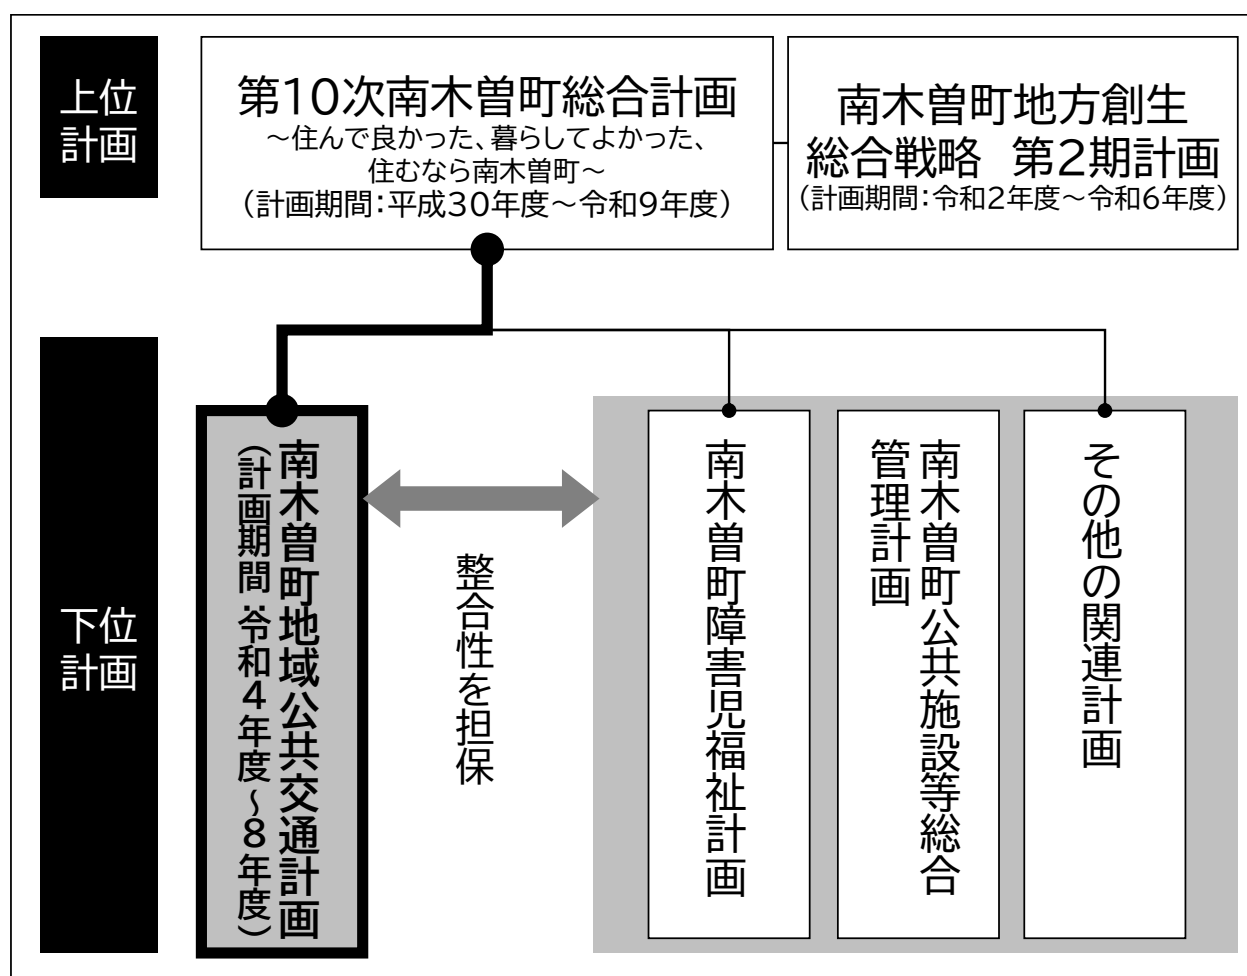 上位
計画
第10次南木曽町総合計画
～住んで良かった、暮らしてよかった、
住むなら南木曽町～
(計画期間：平成30年度～令和9年度)
南木曽町地方創生
総合戦略　第2期計画
(計画期間：令和2年度～令和6年度)
下位
計画
南木曽町地域公共交通計画
(計画期間：令和4年度～8年度)
整合性を担保
南木曽町障害児福祉計画
南木曽町公共施設等総合
管理計画
その他の関連計画